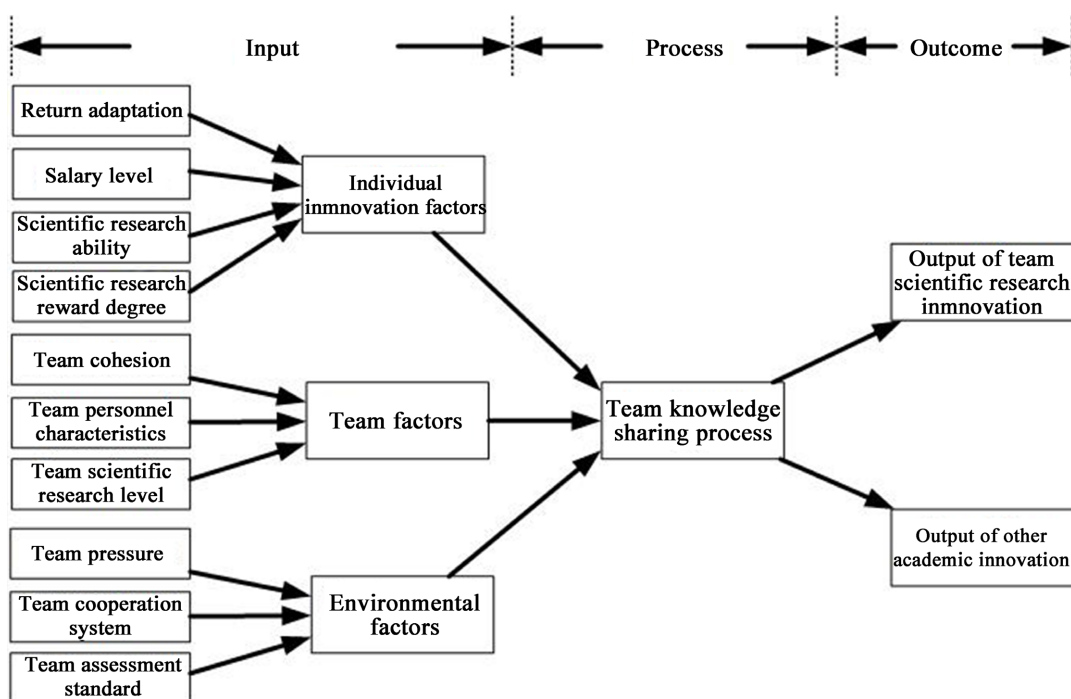 Input
Process
Outcome
Return adaptation
Salary level
Scientific research
ability
Scientific research
reward degree
Team cohesion
Team personnel
characteristics
Team scientific
research level
Team pressure
Team cooperation
system
Team assessment
standard
Individual
inmnovation factors
Team factors
Environmental
factors
Team knowledge
sharing process
Output of team
scientific research
inmnovation
Output of other
academic innovation